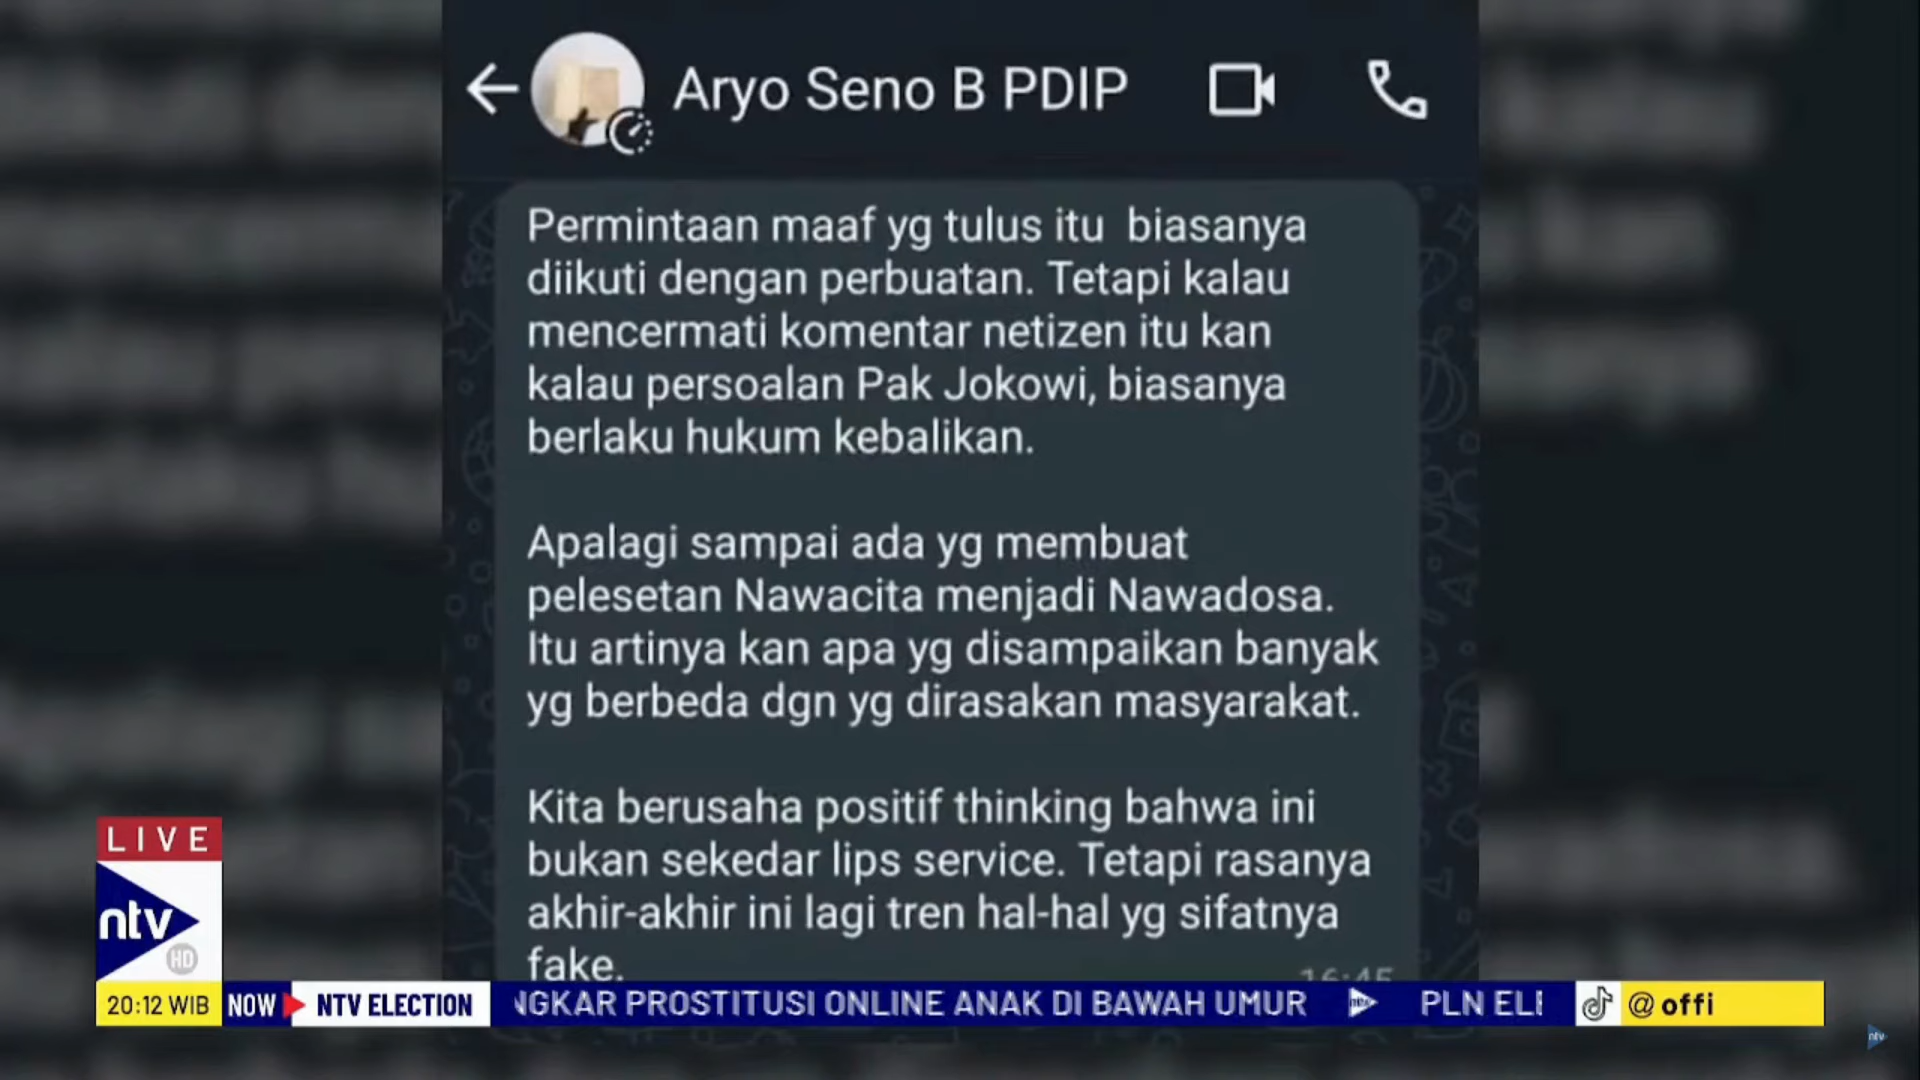 Aryo Seno B PDIP
Permintaan maaf yg tulus itu biasanya
diikuti dengan perbuatan. Tetapi kalau
mencermati komentar netizen itu kan
kalau persoalan Pak Jokowi, biasanya
berlaku hukum kebalikan.
Apalagi sampai ada yg membuat
pelesetan Nawacita menjadi Nawadosa.
Itu artinya kan apa yg disampaikan banyak
yg berbeda dgn yg dirasakan masyarakat.
Kita berusaha positif thinking bahwa ini
bukan sekedar lips service. Tetapi rasanya
akhir-akhir ini lagi tren hal-hal yg sifatnya
fake.
16:45
LIVE
ntv
HD
20:12 WIB NOW NTV ELECTION NGKAR PROSTITUSI ONLINE ANAK DI BAWAH UMUR ntv PLN @offi
ntv